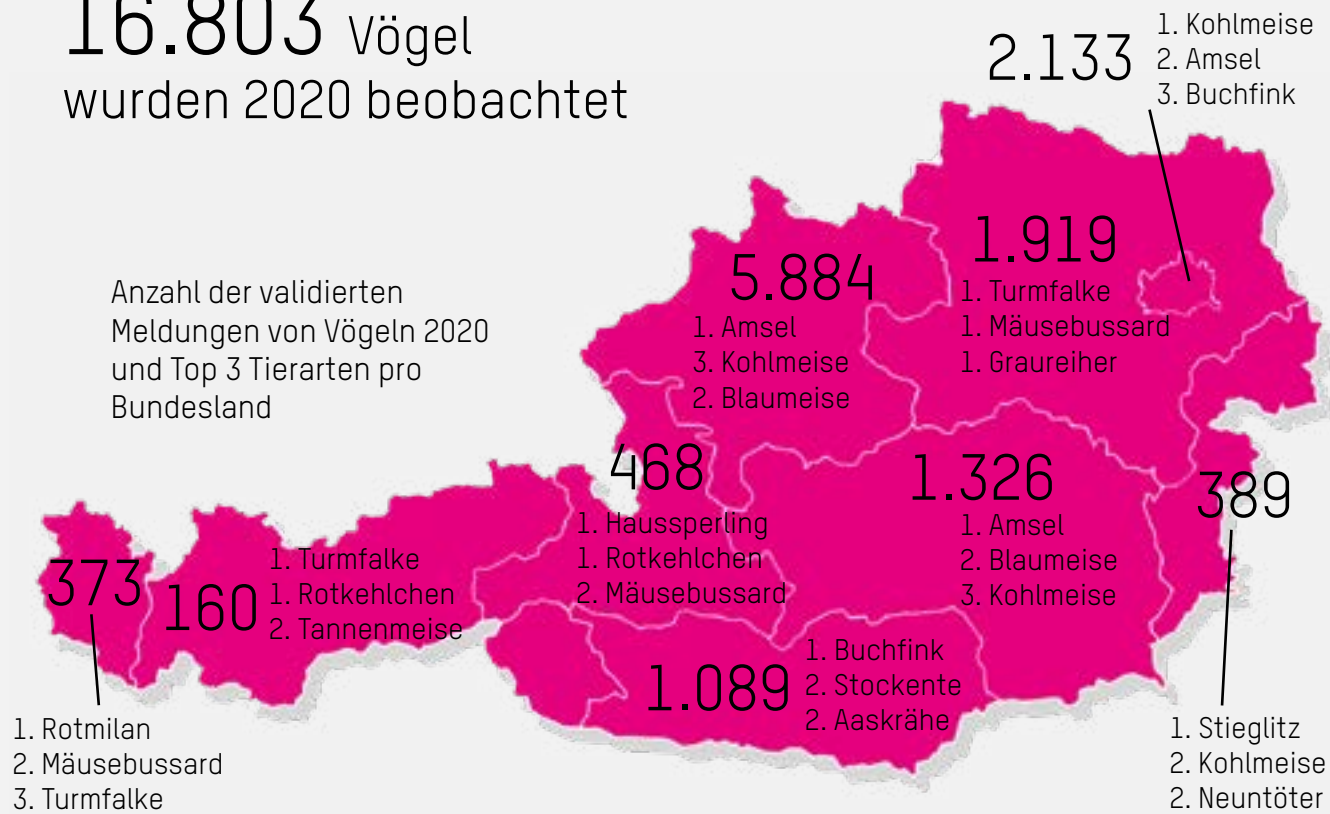 16.803 Vögel
wurden 2020 beobachtet
Anzahl der validierten
Meldungen von Vögeln 2020
und Top 3 Tierarten pro
Bundesland
2.133
1. Kohlmeise
2. Amsel
3. Buchfink
1.919
1. Turmfalke
1. Mäusebussard
1. Graureiher
5.884
1. Amsel
3. Kohlmeise
2. Blaumeise
468
1. Haussperling
1. Rotkehlchen
2. Mäusebussard
1.326
1. Amsel
2. Blaumeise
3. Kohlmeise
389
1. Stieglitz
2. Kohlmeise
2. Neuntöter
373
1. Rotmilan
2. Mäusebussard
3. Turmfalke
160
1. Turmfalke
1. Rotkehlchen
2. Tannenmeise
1.089
1. Buchfink
2. Stockente
2. Aaskrähe